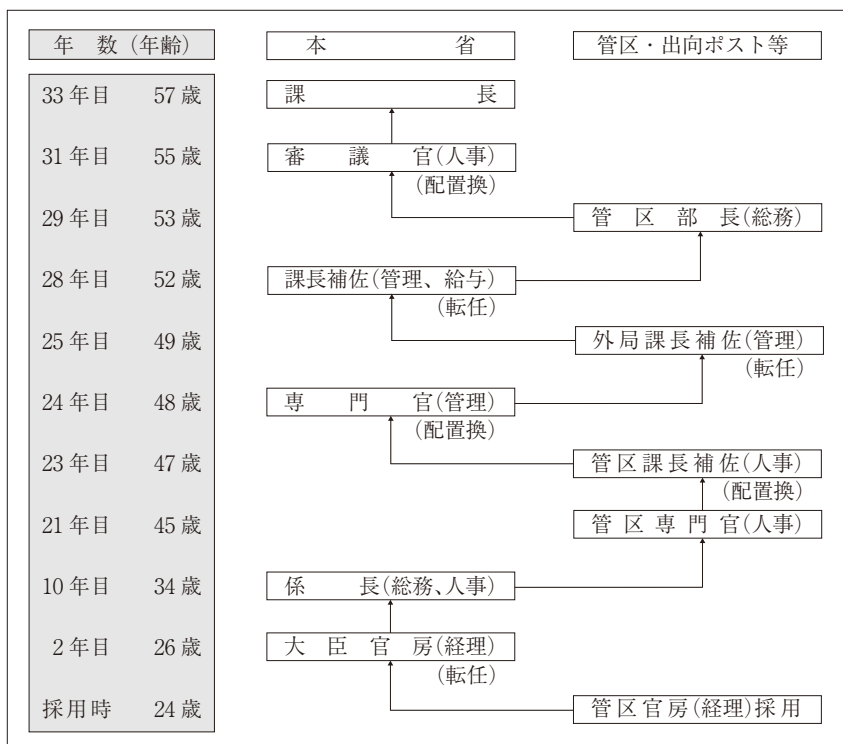 年数(年齢) 本省 管区・出向ポスト等
33年目 57歳 課長
31年目 55歳 審議官(人事)
(配置換)
29年目 53歳 管区部長(総務)
28年目 52歳 課長補佐(管理、給与)
(転任)
25年目 49歳 外局課長補佐(管理)
(転任)
24年目 48歳 専門官(管理)
(配置換)
23年目 47歳 管区課長補佐(人事)
(配置換)
21年目 45歳 管区専門官(人事)
10年目 34歳 係長(総務、人事)
2年目 26歳 大臣官房(経理)
(転任)
採用時 24歳 管区官房(経理)採用